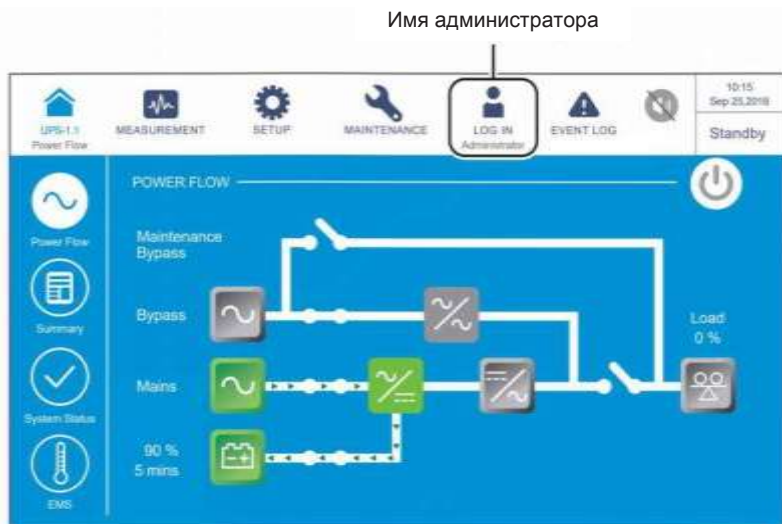 Имя администратора
UPS-1.1
Power Flow
MEASUREMENT
SETUP
MAINTENANCE
LOG IN
Administrator
EVENT LOG
10:15
Sep 25,2018
Standby
POWER FLOW
Power Flow
Summary
System Status
EMS
Maintenance
Bypass
Bypass
Mains
90 %
5 mins
Load
0 %